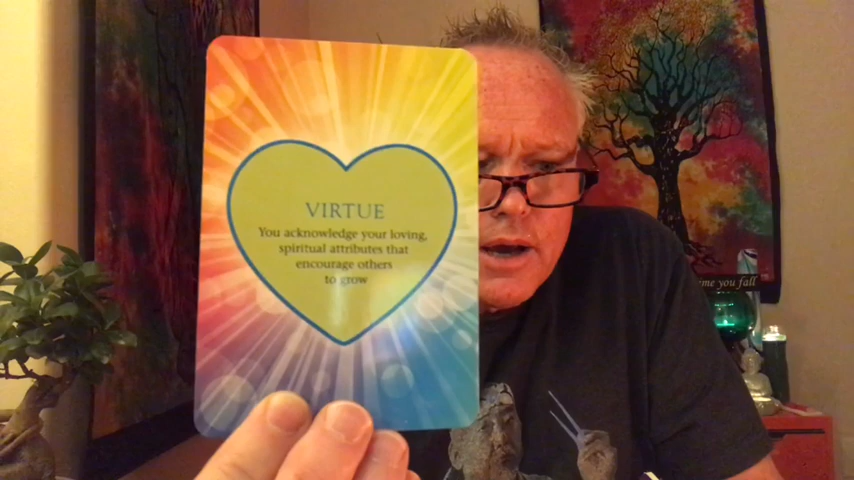 VIRTUE
You acknowledge your loving,
spiritual attributes that
encourage others
to grow
me you fall